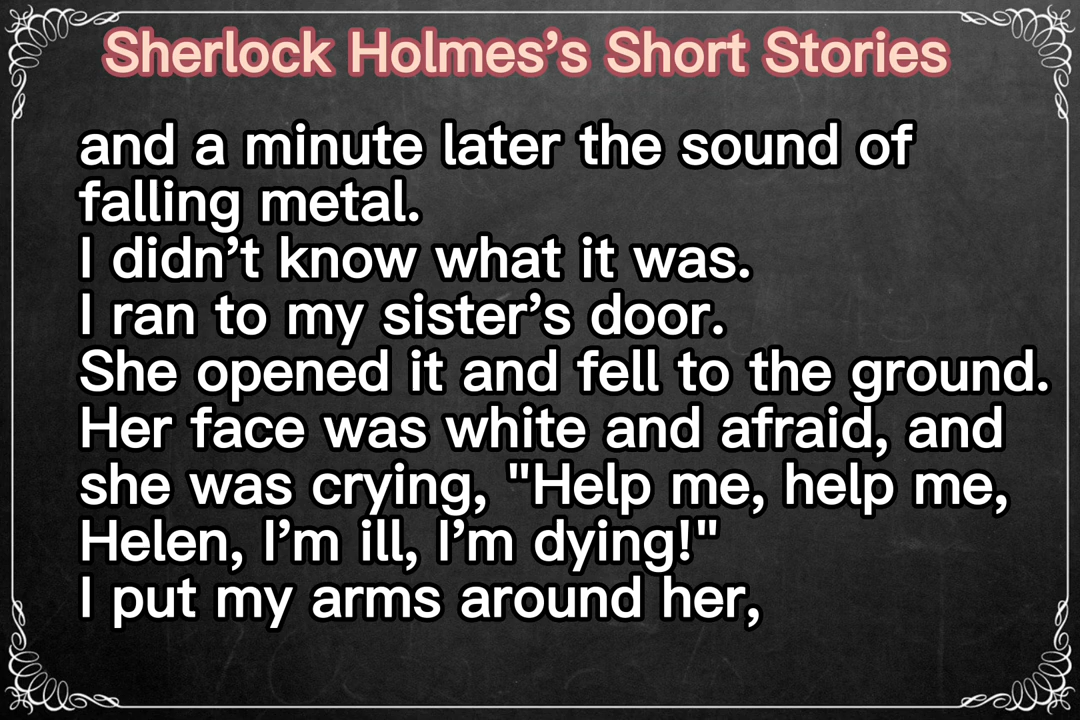 Sherlock Holmes’s Short Stories
and a minute later the sound of
falling metal.
I didn’t know what it was.
I ran to my sister’s door.
She opened it and fell to the ground.
Her face was white and afraid, and
she was crying, "Help me, help me,
Helen, I’m ill, I’m dying!"
I put my arms around her,